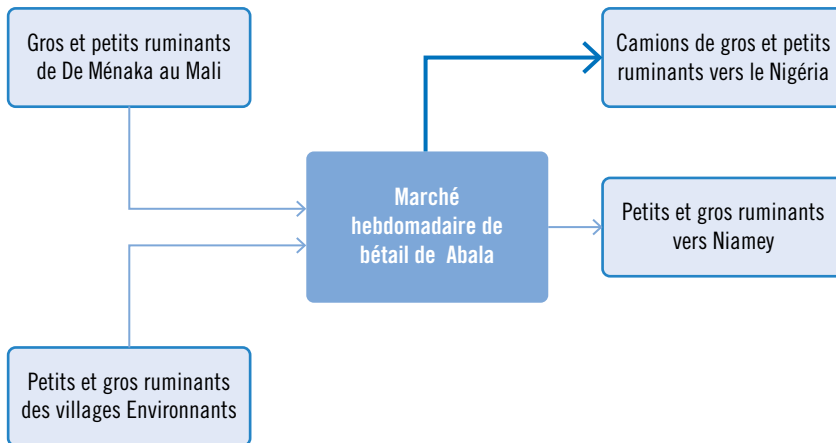 Gros et petits ruminants
de De Ménaka au Mali
Camions de gros et petits
ruminants vers le Nigéria
Marché
hebdomadaire de
bétail de Abala
Petits et gros ruminants
vers Niamey
Petits et gros ruminants
des villages Environnants